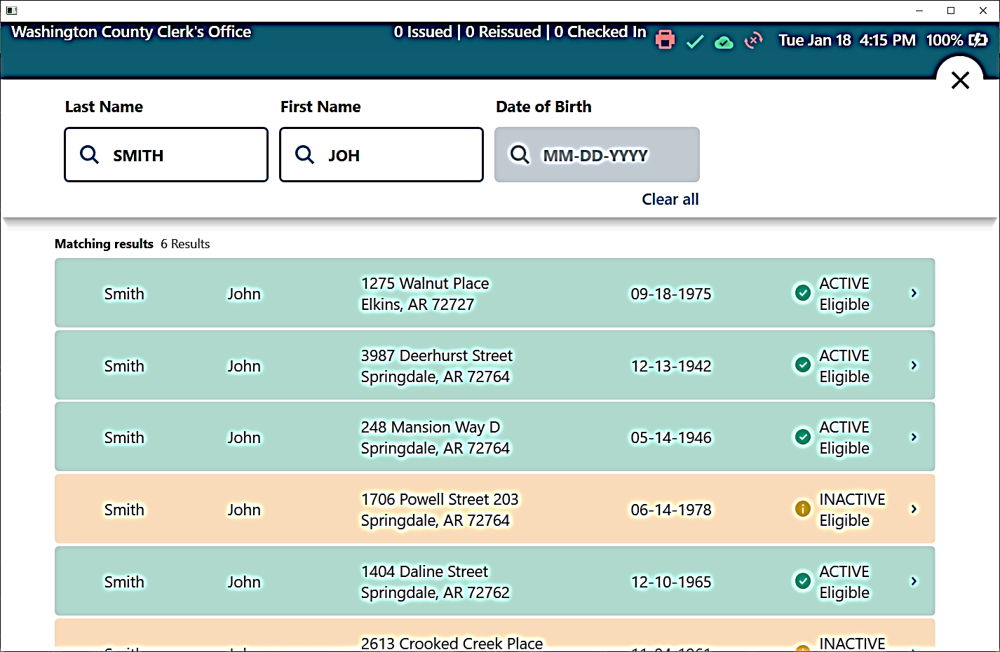 Washington County Clerk's Office
0 Issued | 0 Reissued | 0 Checked In
Tue Jan 18 4:15 PM 100%
Last Name First Name Date of Birth
SMITH JOH MM-DD-YYYY
Clear all
Matching results 6 Results
1275 Walnut Place ACTIVE
Smith John 09-18-1975
Elkins, AR 72727 Eligible
3987 Deerhurst Street ACTIVE
Smith John 12-13-1942
Springdale, AR 72764 Eligible
248 Mansion Way D ACTIVE
Smith John 05-14-1946
Springdale, AR 72764 Eligible
1706 Powell Street 203 INACTIVE
Smith John 06-14-1978
Springdale, AR 72764 Eligible
1404 Daline Street ACTIVE
Smith John 12-10-1965
Springdale, AR 72762 Eligible
2613 Crooked Creek Place INACTIVE